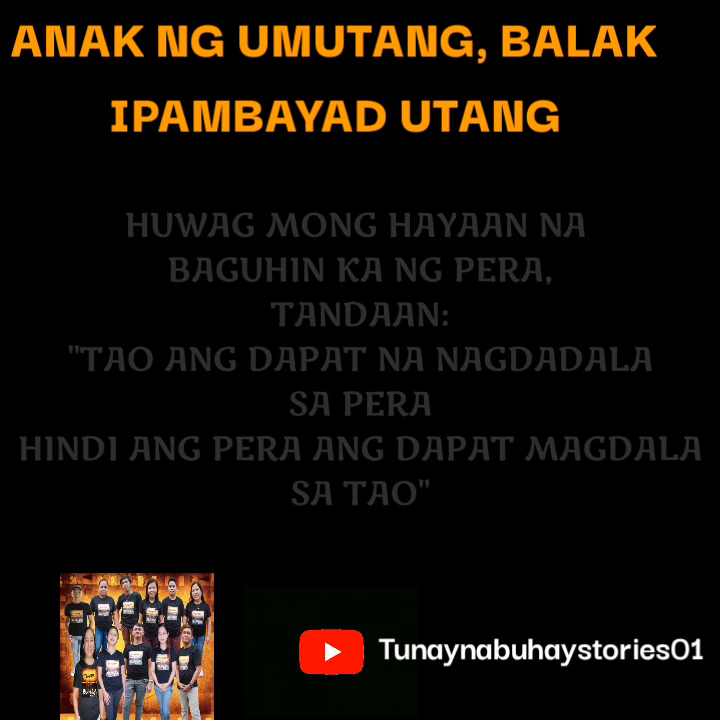 ANAK NG UMUTANG, BALAK
IPAMBAYAD UTANG
HUWAG MONG HAYAAN NA
BAGUHIN KA NG PERA,
TANDAAN:
"TAO ANG DAPAT NA NAGDADALA
SA PERA
HINDI ANG PERA ANG DAPAT MAGDALA
SA TAO"
Tunaynabuhaystories01